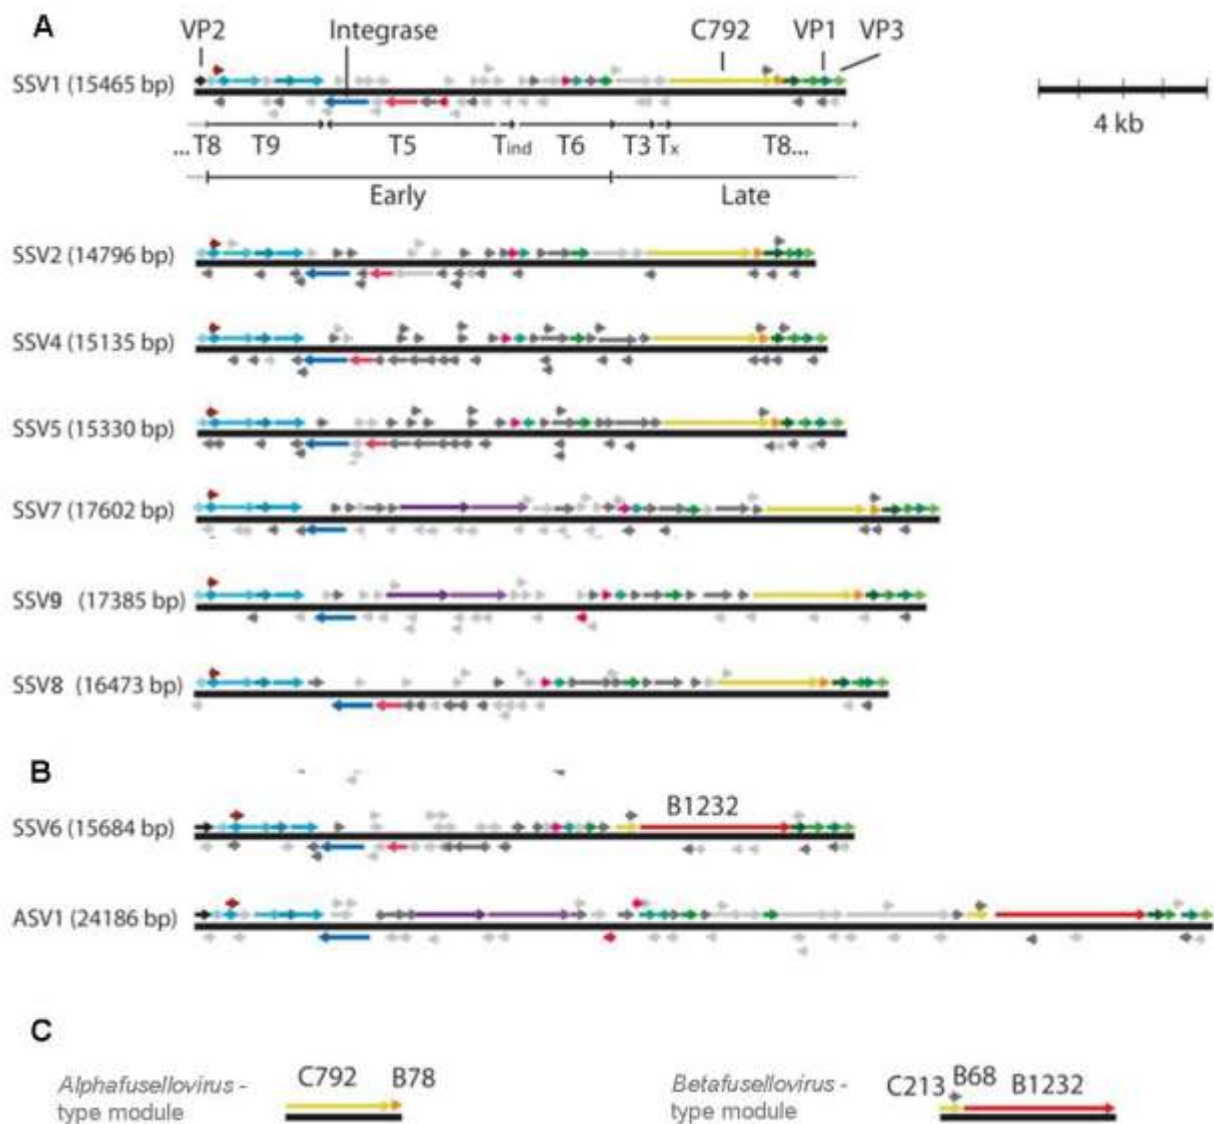 A
VP2 Integrase C792 VP1 VP3
SSV1 (15465 bp)
4 kb
...T8 T9 T5 Tind T6 T3 Tx T8...
Early Late
SSV2 (14796 bp)
SSV4 (15135 bp)
SSV5 (15330 bp)
SSV7 (17602 bp)
SSV9 (17385 bp)
SSV8 (16473 bp)
B
B1232
SSV6 (15684 bp)
ASV1 (24186 bp)
C
Alphafusellovirus -
type module
C792 B78
Betafusellovirus -
type module
C213 B68 B1232